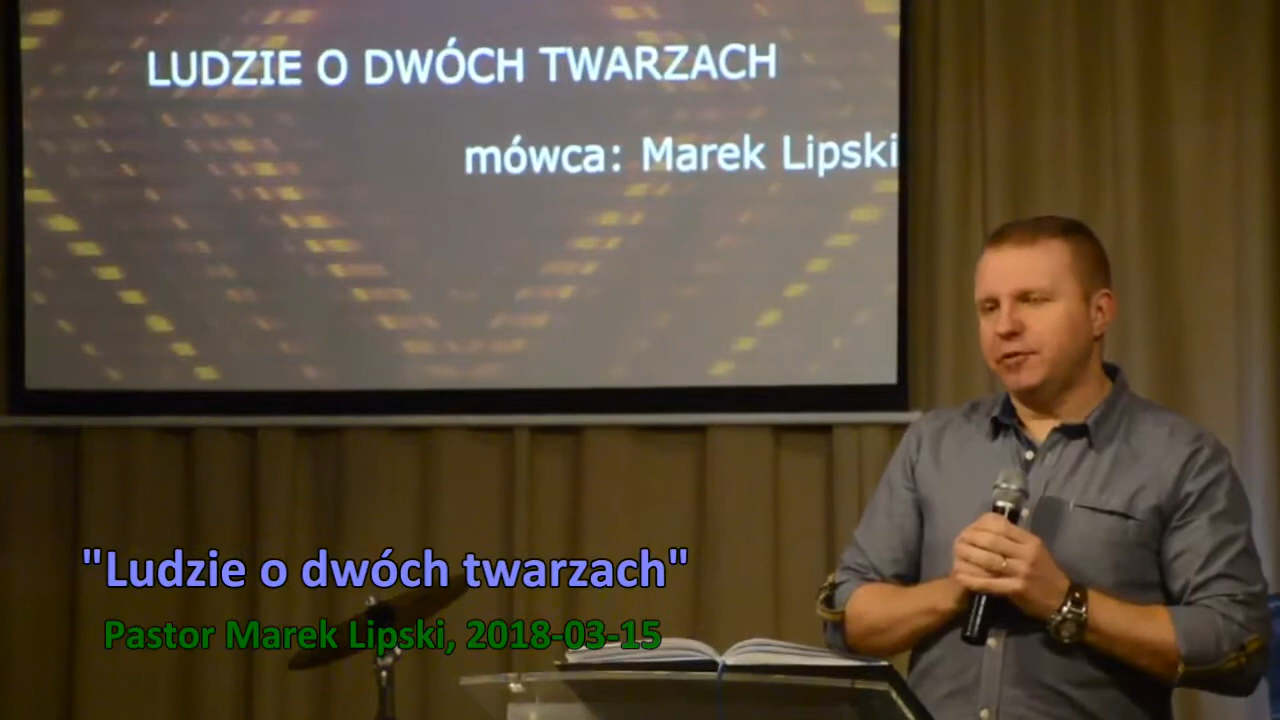 LUDZIE O DWÓCH TWARZACH
mówca: Marek Lipski
"Ludzie o dwóch twarzach"
Pastor Marek Lipski, 2018-03-15